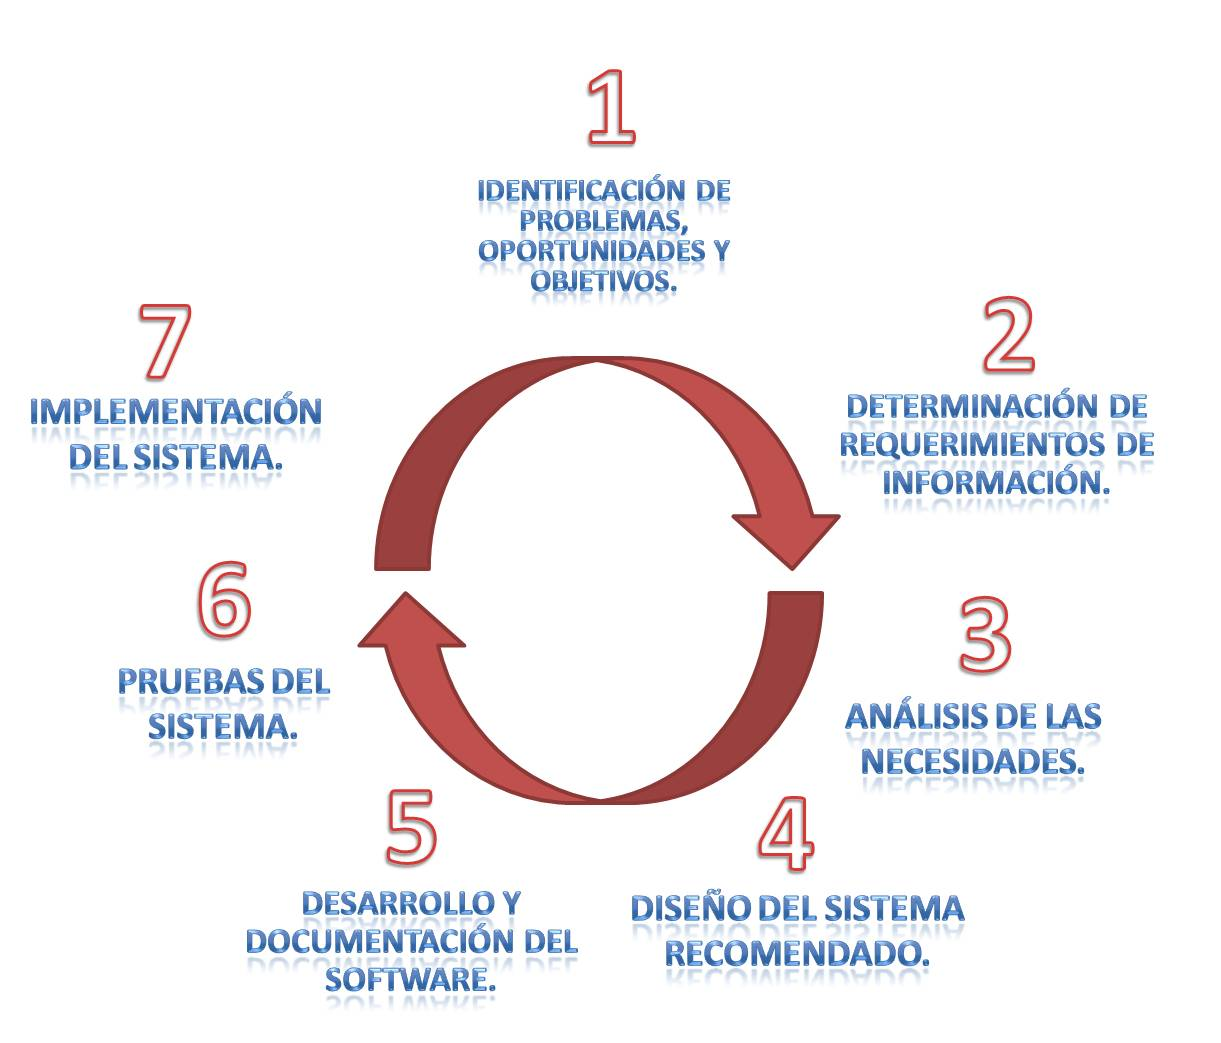 1
IDENTIFICACIÓN DE
PROBLEMAS,
OPORTUNIDADES Y
OBJETIVOS.
2
DETERMINACIÓN DE
REQUERIMIENTOS DE
INFORMACIÓN.
3
ANÁLISIS DE LAS
NECESIDADES.
4
DISEÑO DEL SISTEMA
RECOMENDADO.
5
DESARROLLO Y
DOCUMENTACIÓN DEL
SOFTWARE.
6
PRUEBAS DEL
SISTEMA.
7
IMPLEMENTACIÓN
DEL SISTEMA.